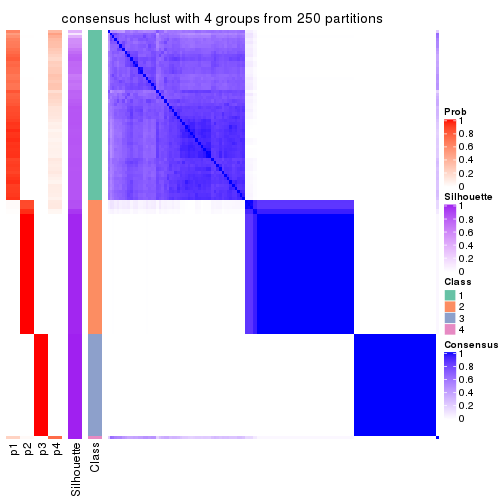 consensus hclust with 4 groups from 250 partitions
Prob
1
0.8
0.6
0.4
0.2
0
Silhouette
1
0.8
0.6
0.4
0.2
0
Class
1
2
3
4
Consensus
1
0.8
0.6
0.4
0.2
0
p1
p2
p3
p4
Silhouette
Class